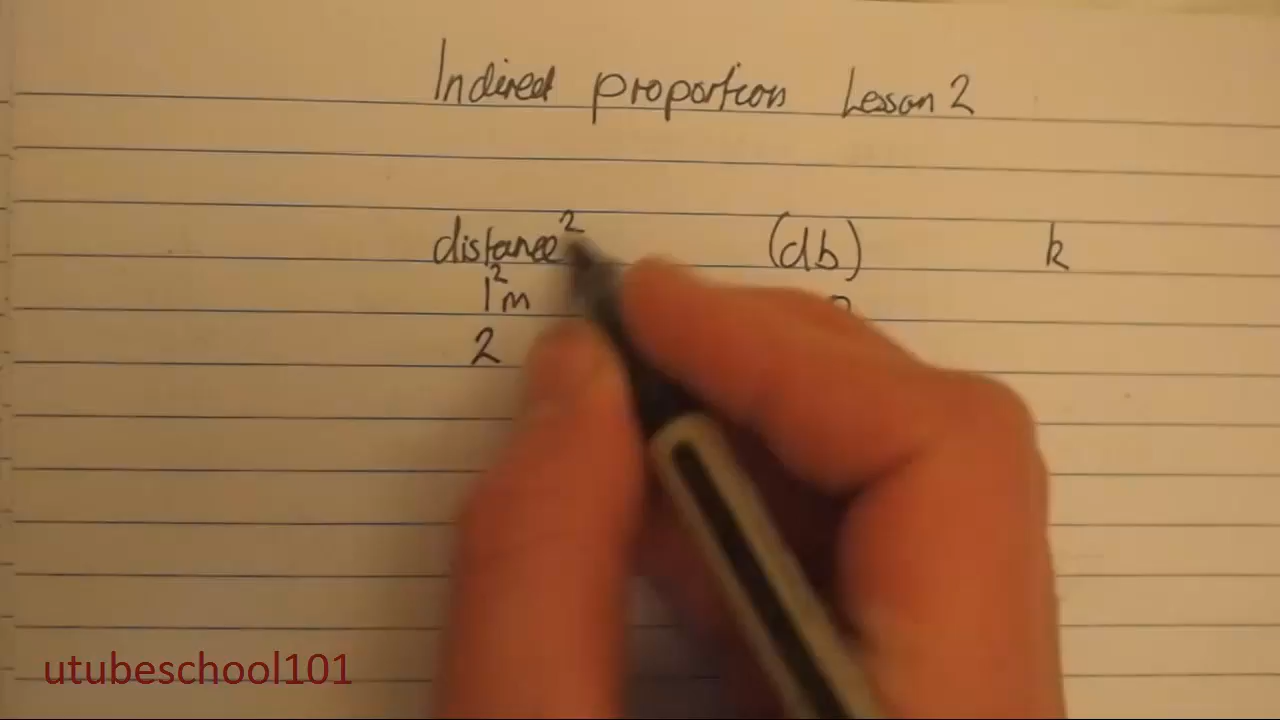 Indirect proportion Lesson 2
distance² (db) k
1²m
2
utubeschool101